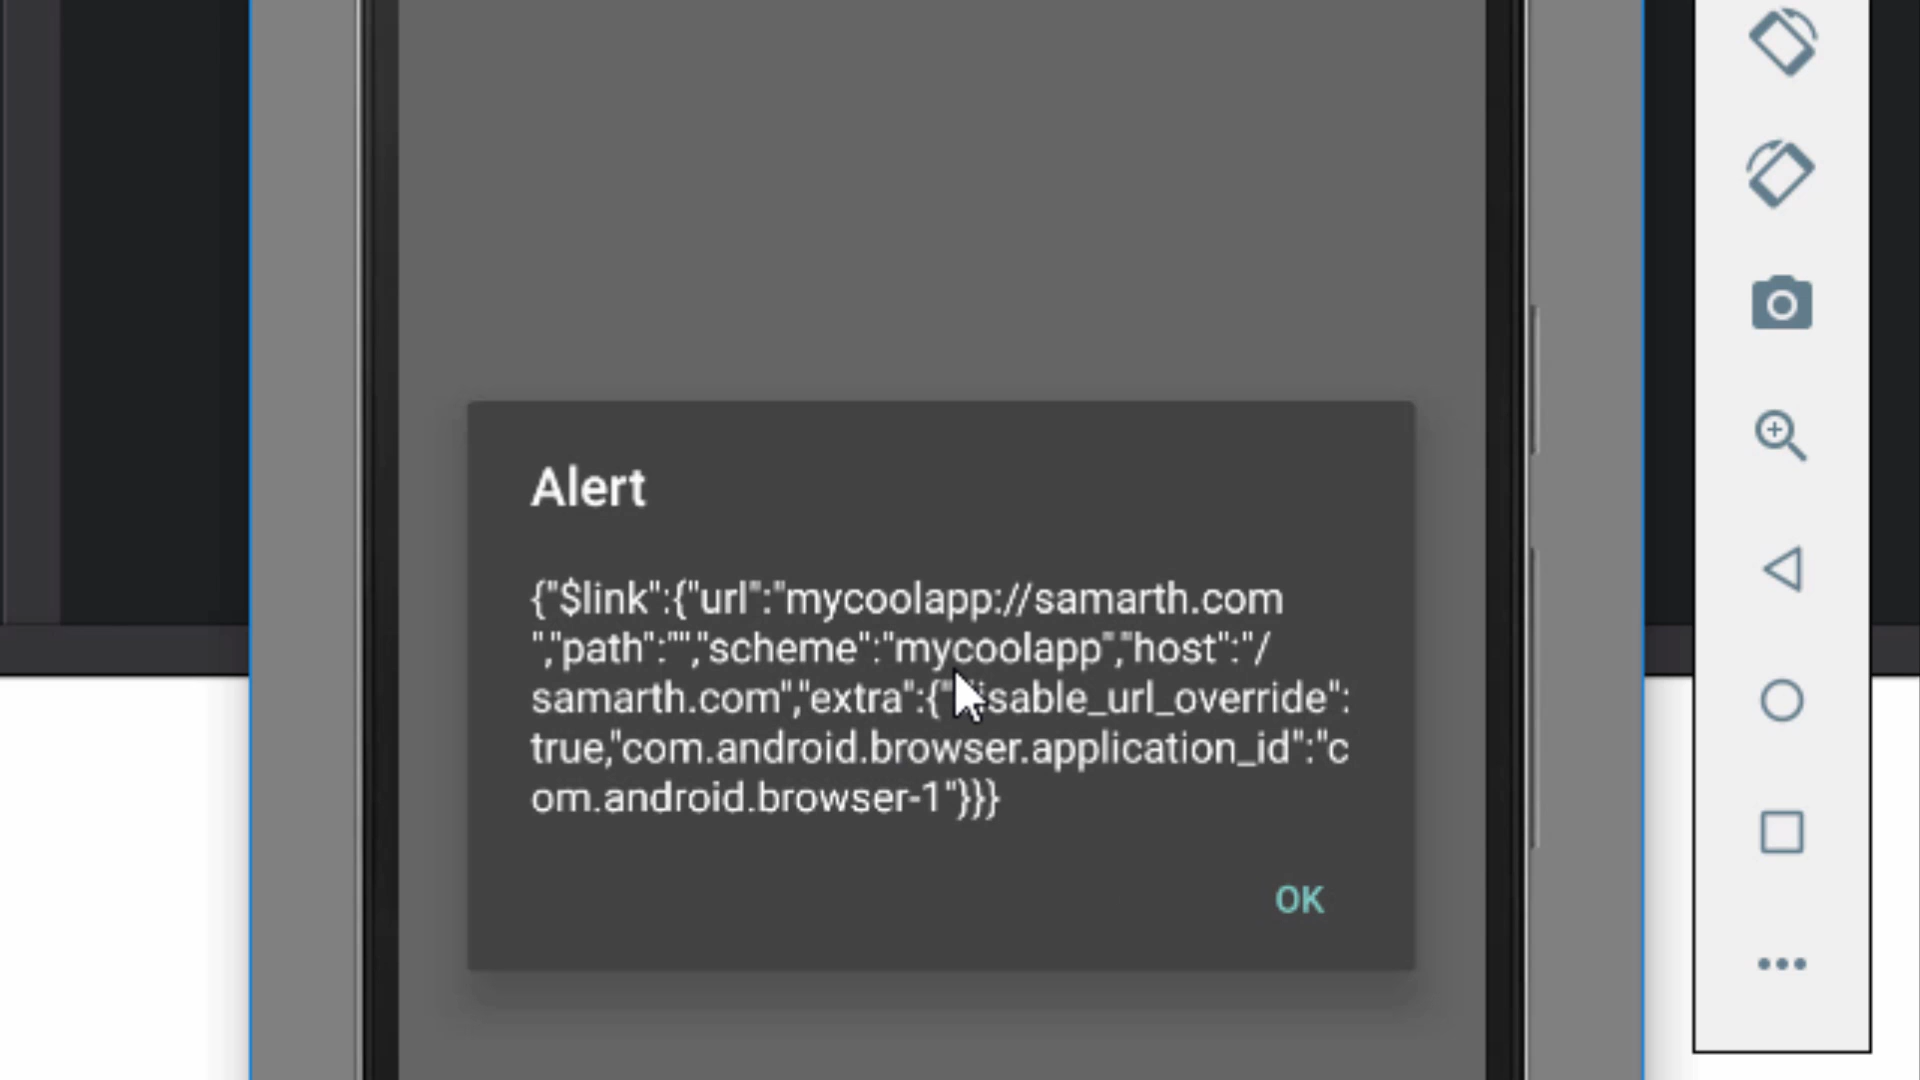 Alert
{"$link":{"url":"mycoolapp://samarth.com
","path":"","scheme":"mycoolapp","host":"/
samarth.com","extra":{" isable_url_override":
true,"com.android.browser.application_id":"c
om.android.browser-1"}}}
OK